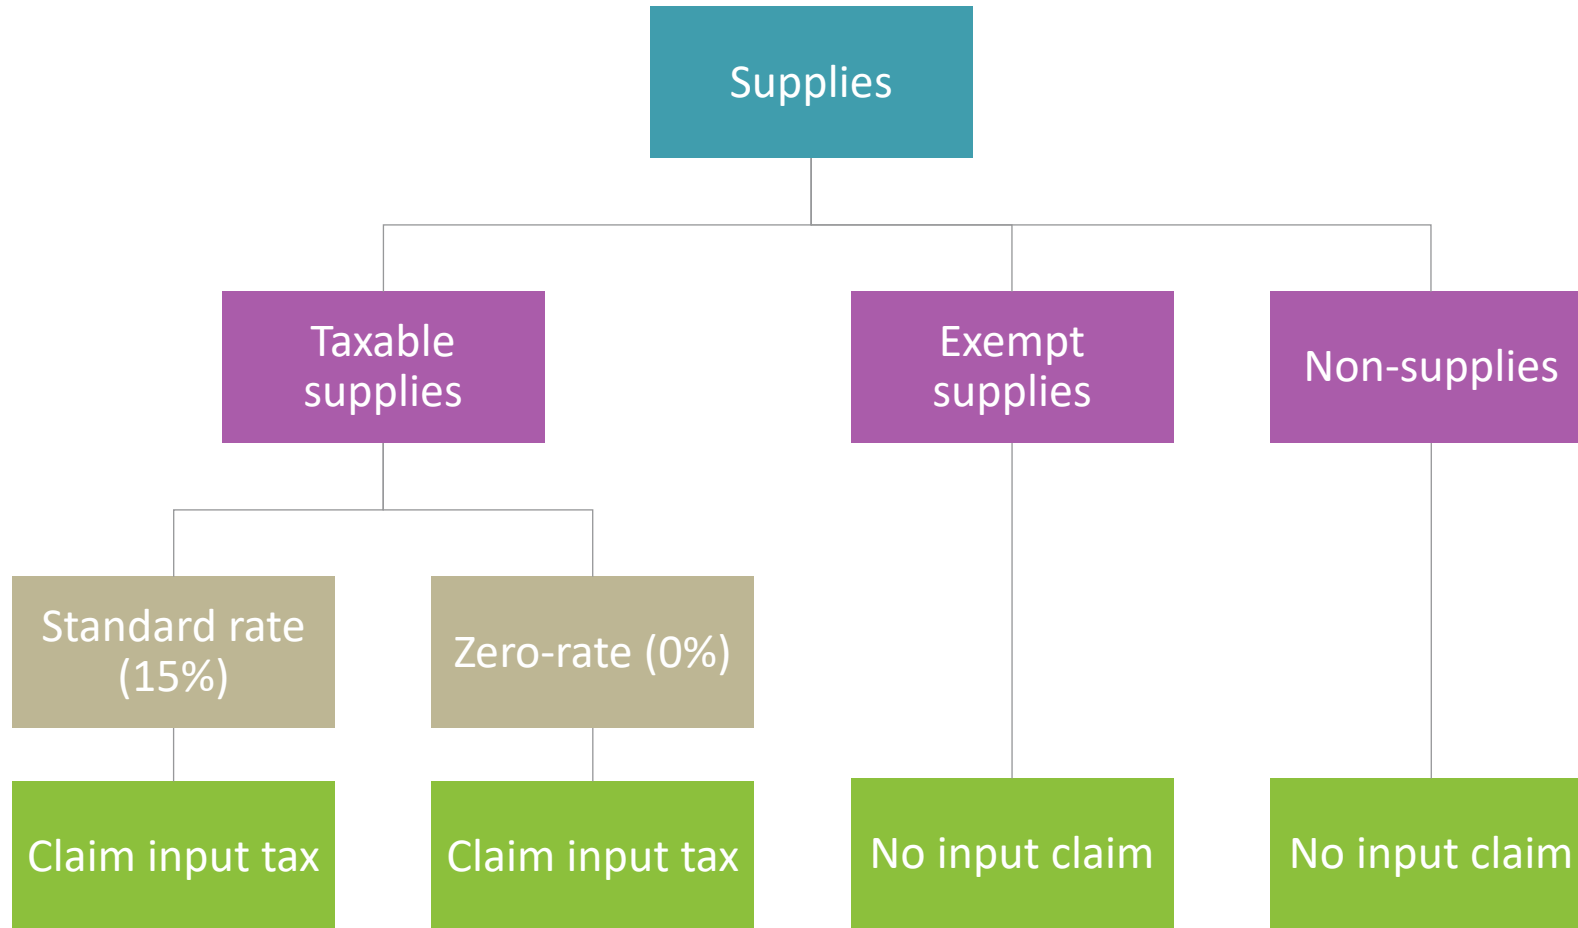 Supplies
Taxable
supplies
Exempt
supplies
Non-supplies
Standard rate
(15%)
Zero-rate (0%)
Claim input tax
Claim input tax
No input claim
No input claim